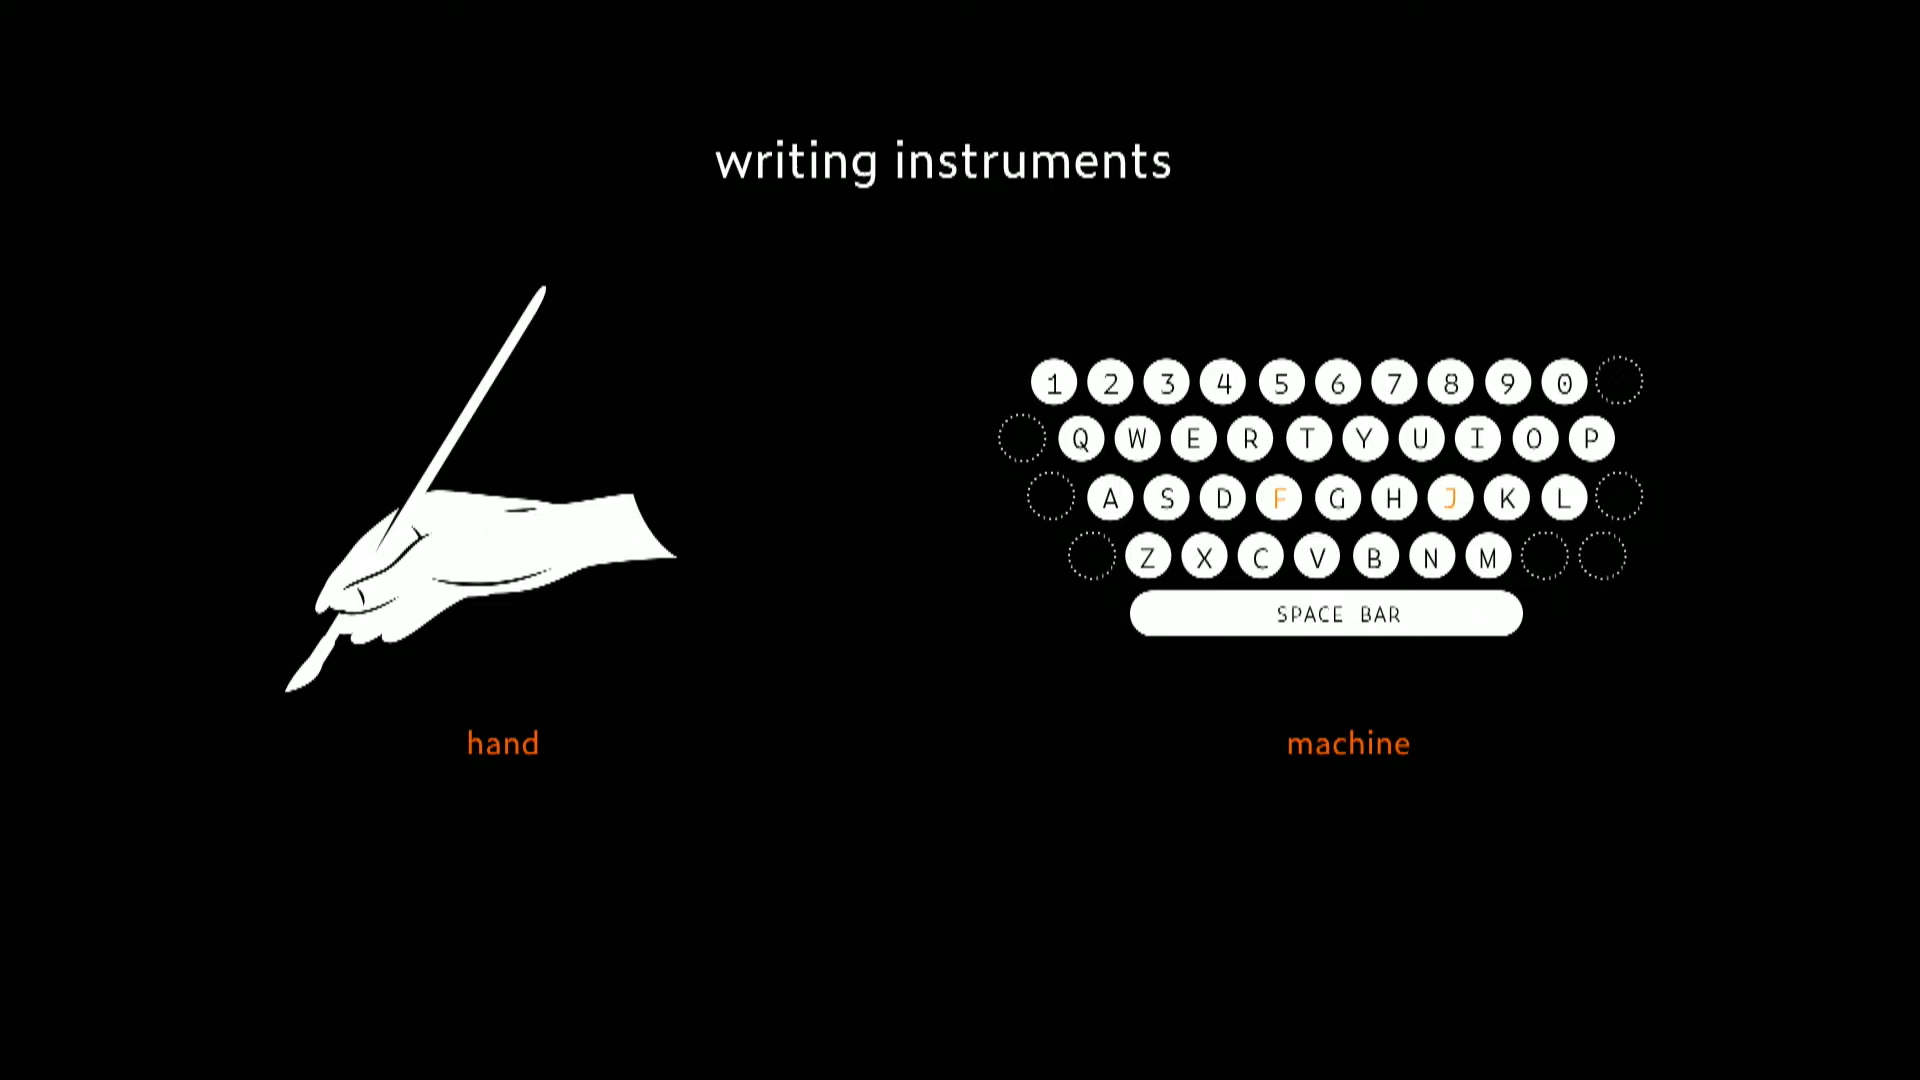 writing instruments
1 2 3 4 5 6 7 8 9 0
Q W E R T Y U I O P
A S D F G H J K L
Z X C V B N M
SPACE BAR
hand
machine